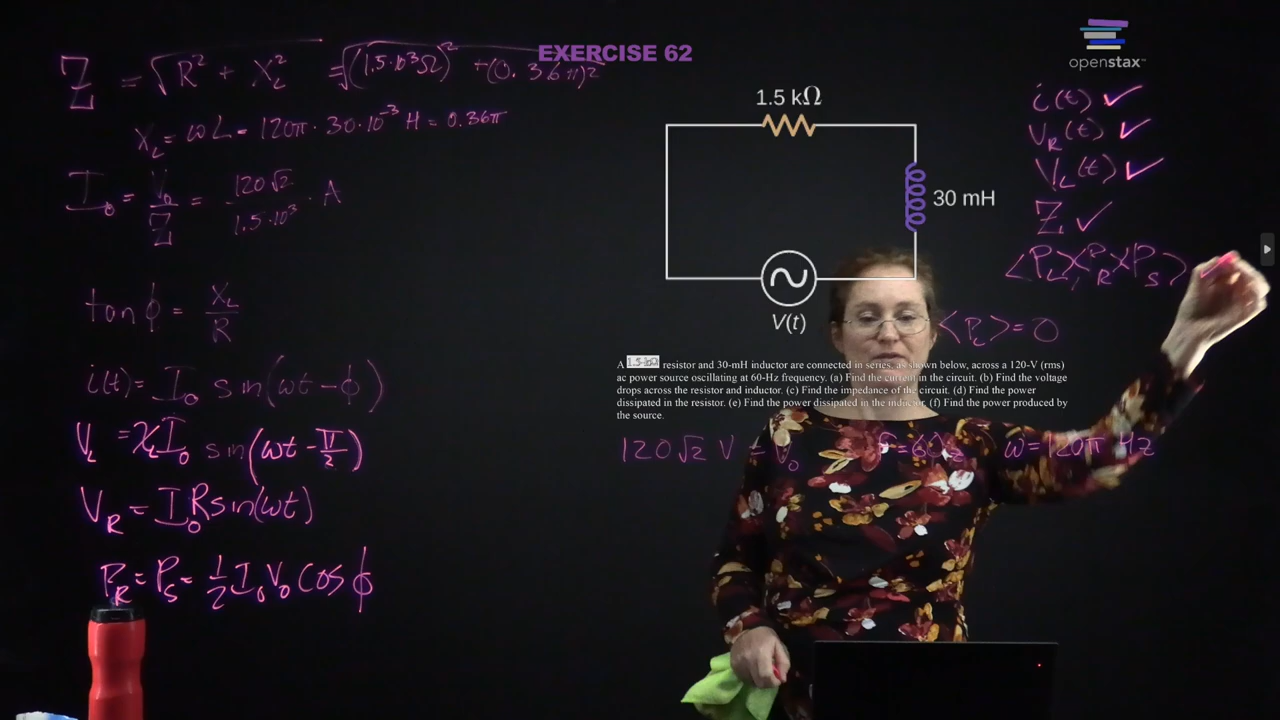 EXERCISE 62
openstax™
Z = √R² + X_L² = √(1.5·10³Ω)² + (0.36π)²
X_L = ωL = 120π · 30·10⁻³ H = 0.36π
I₀ = V₀/Z = 120√2/1.5·10³ · A
tan ϕ = X_L/R
i(t) = I₀ sin(ωt − ϕ)
V_L = X_L I₀ sin(ωt − π/2)
V_R = I₀R sin(ωt)
P_R = P_S = 1/2 I₀V₀ cos ϕ
1.5 kΩ
30 mH
V(t)
i(t) ✓
V_R(t) ✓
V_L(t) ✓
Z ✓
<P_L>,<P_R>,<P_S>
<P_L> = 0
A 1.5-kΩ resistor and 30-mH inductor are connected in series, as shown below, across a 120-V (rms)
ac power source oscillating at 60-Hz frequency. (a) Find the current in the circuit. (b) Find the voltage
drops across the resistor and inductor. (c) Find the impedance of the circuit. (d) Find the power
dissipated in the resistor. (e) Find the power dissipated in the inductor. (f) Find the power produced by
the source.
120√2 V = V₀ f = 60Hz ω = 120π Hz